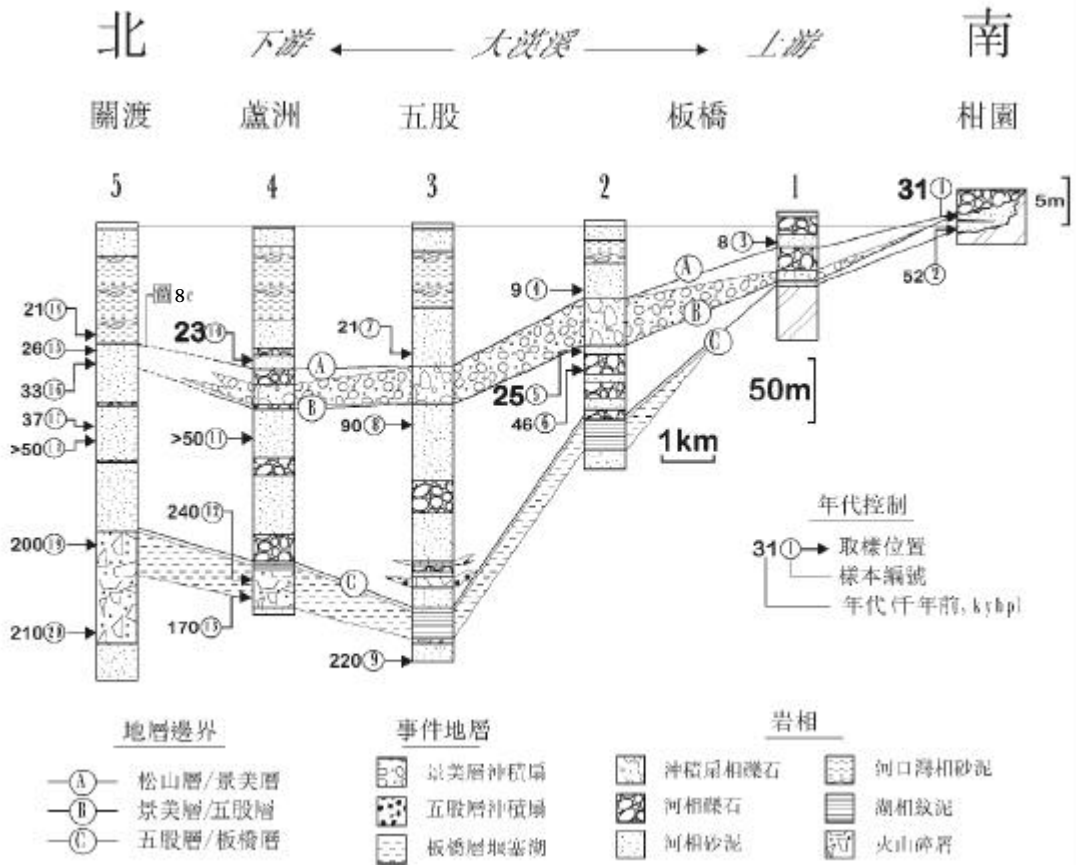 北 下游 大漢溪 上游 南
關渡 蘆洲 五股 板橋 柑園
5 4 3 2 1
31①
5m
8③
52②
A
9④
B
圖8c
21⑭
23⑩
21⑦
26⑮
A
C
33⑯
25⑤
50m
B
37⑰
90⑧
46⑥
>50⑱
>50⑪
1km
年代控制
240⑫
31① 取樣位置
200⑲
樣本編號
C
年代(千年前, kybp)
170⑬
210⑳
220⑨
地層邊界
A 松山層/景美層
B 景美層/五股層
C 五股層/板橋層
事件地層
景美層沖積扇
五股層沖積扇
板橋層堰塞湖
岩相
沖積扇相礫石
河相礫石
河相砂泥
河口灣相砂泥
湖相紋泥
火山碎屑